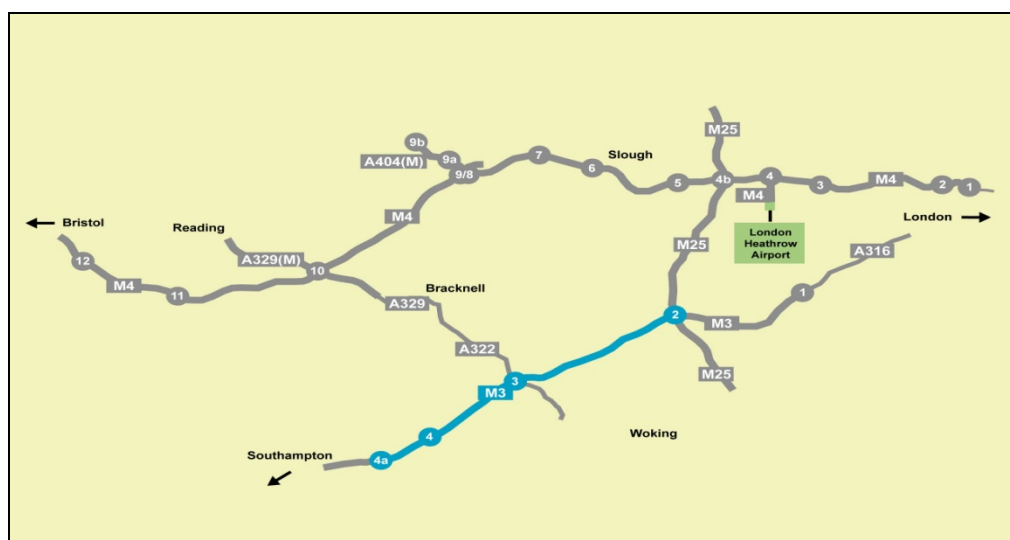 M25
9b
A404(M)
9a
9/8
7
6
Slough
5
4b
4
3
M4
2
1
M4
London
Heathrow
Airport
London
Bristol
Reading
M4
M25
A316
12
M4
11
A329(M)
10
A329
Bracknell
1
2
M3
A322
M25
3
M3
4
Woking
Southampton
4a